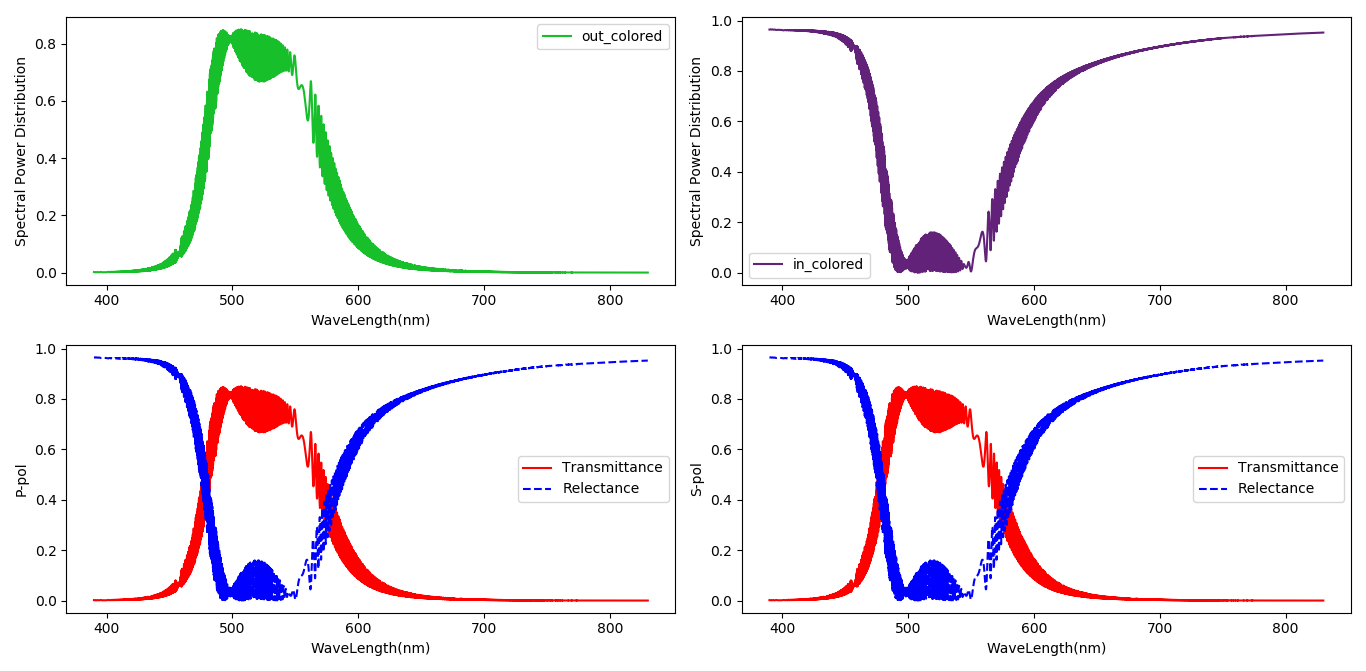 Spectral Power Distribution
0.8
0.6
0.4
0.2
0.0
out_colored
400 500 600 700 800
WaveLength(nm)
Spectral Power Distribution
1.0
0.8
0.6
0.4
0.2
0.0
in_colored
400 500 600 700 800
WaveLength(nm)
P-pol
1.0
0.8
0.6
0.4
0.2
0.0
Transmittance
Relectance
400 500 600 700 800
WaveLength(nm)
S-pol
1.0
0.8
0.6
0.4
0.2
0.0
Transmittance
Relectance
400 500 600 700 800
WaveLength(nm)